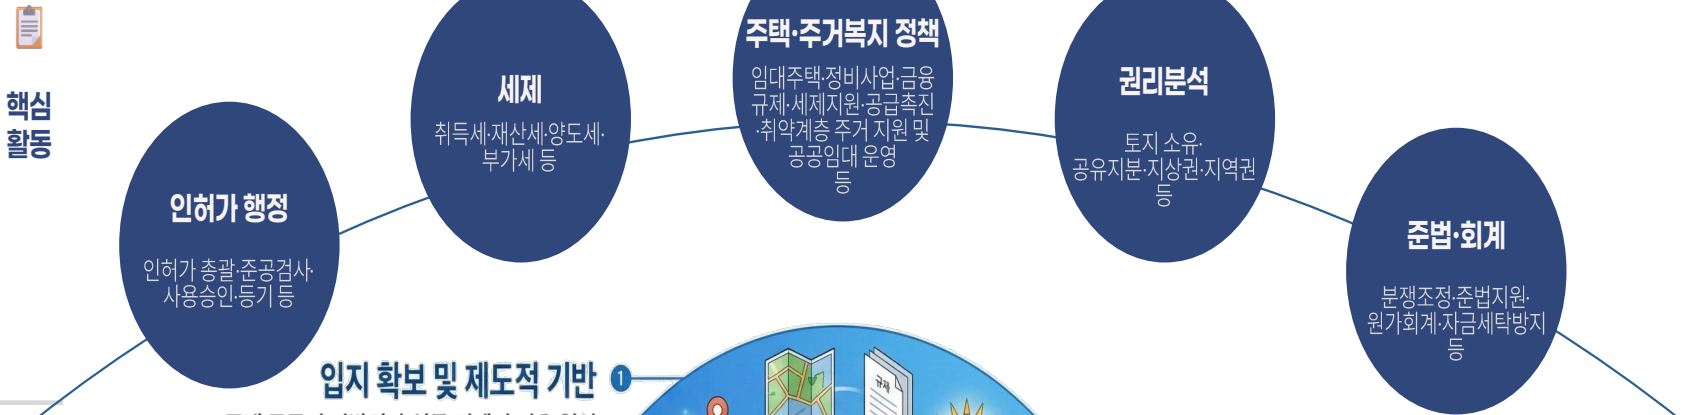 핵심
활동
주택·주거복지 정책
임대주택·정비사업·금융
규제·세제지원·공급촉진
·취약계층 주거 지원 및
공공임대 운영
등
세제
취득세·재산세·양도세·
부가세 등
권리분석
토지 소유·
공유지분·지상권·지역권
등
인허가 행정
인허가 총괄·준공검사·
사용승인·등기 등
준법·회계
분쟁조정·준법지원·
원가회계·자금세탁방지
등
입지 확보 및 제도적 기반 1
규제